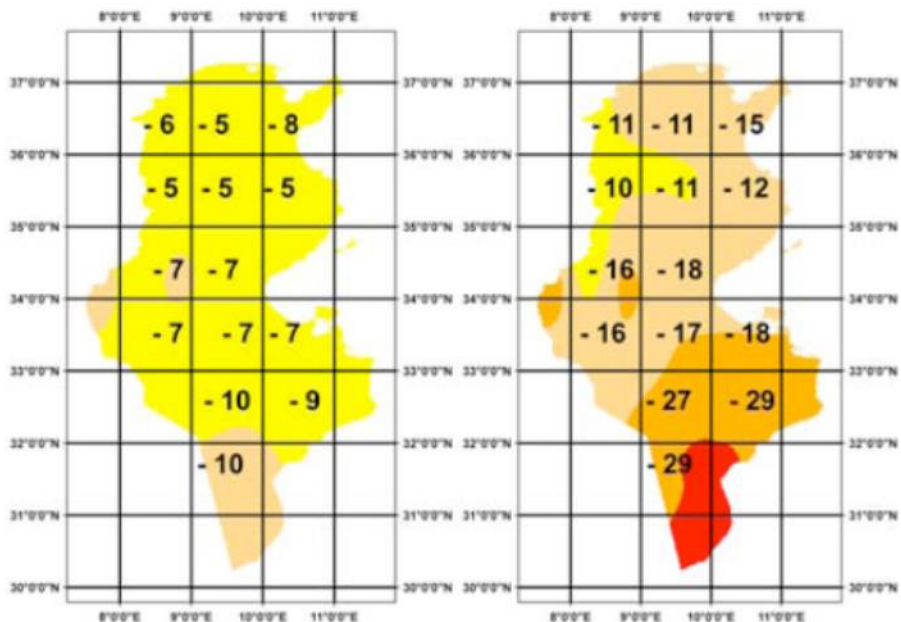 8°0'0"E 9°0'0"E 10°0'0"E 11°0'0"E 8°0'0"E 9°0'0"E 10°0'0"E 11°0'0"E
37°0'0"N 37°0'0"N 37°0'0"N 37°0'0"N
- 6 - 5 - 8 - 11 - 11 - 15
36°0'0"N 36°0'0"N 36°0'0"N 36°0'0"N
- 5 - 5 - 5 - 10 - 11 - 12
35°0'0"N 35°0'0"N 35°0'0"N 35°0'0"N
- 7 - 7 - 16 - 18
34°0'0"N 34°0'0"N 34°0'0"N 34°0'0"N
- 7 - 7 - 7 - 16 - 17 - 18
33°0'0"N 33°0'0"N 33°0'0"N 33°0'0"N
- 10 - 9 - 27 - 29
32°0'0"N 32°0'0"N 32°0'0"N 32°0'0"N
- 10 - 29
31°0'0"N 31°0'0"N 31°0'0"N 31°0'0"N
30°0'0"N 30°0'0"N 30°0'0"N 30°0'0"N
8°0'0"E 9°0'0"E 10°0'0"E 11°0'0"E 8°0'0"E 9°0'0"E 10°0'0"E 11°0'0"E